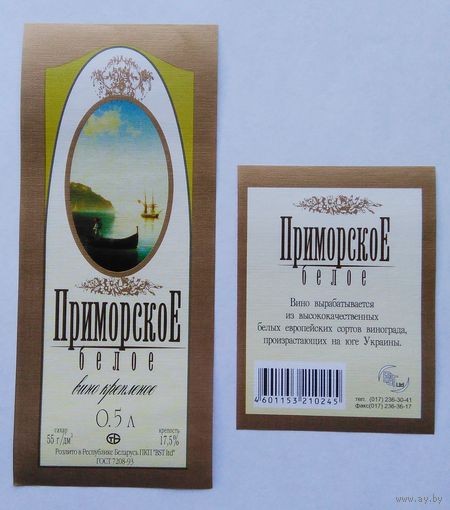 ПриморскоЕ
белое
вино крепленое
0.5 л
сахар
55 г/дм³
крепость
17,5%
Розлито в Республике Беларусь ПКП "BST ltd"
ГОСТ 7208-93
ПриморскоЕ
белое
Вино вырабатывается
из высококачественных
белых европейских сортов винограда,
произрастающих на юге Украины.
4 601153 210245
Ltd.
тел. (017) 236-30-41
факс(017) 236-36-17
www.ay.by